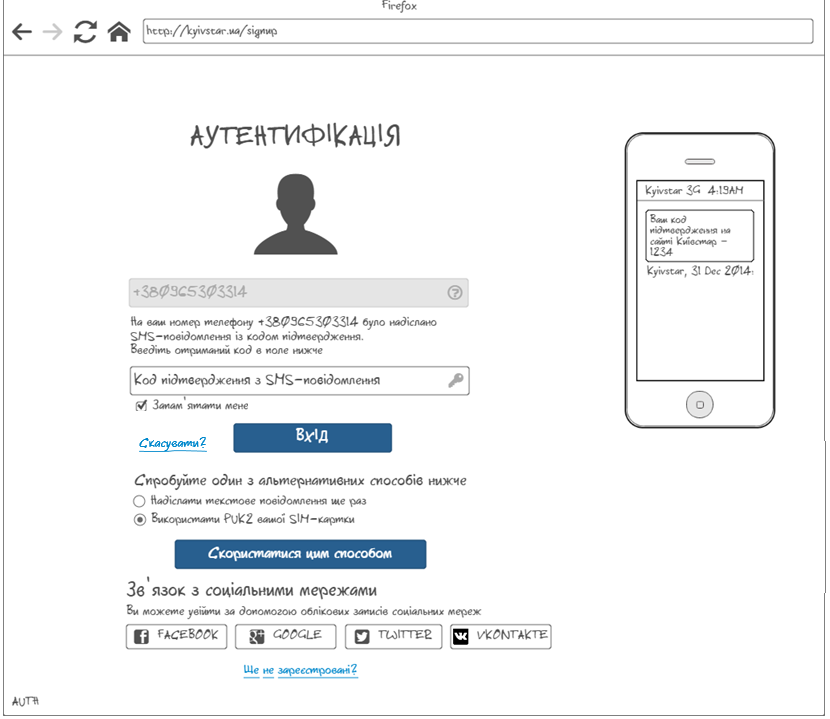 Firefox
http://kyivstar.ua/signup
АУТЕНТИФІКАЦІЯ
+380965303314
На ваш номер телефону +380965303314 було надіслано
SMS-повідомлення із кодом підтвердження.
Введіть отриманий код в поле нижче
Код підтвердження з SMS-повідомлення
Запам'ятати мене
Скасувати?
ВХІД
Спробуйте один з альтернативних способів нижче
Надіслати текстове повідомлення ще раз
Використати PUK2 вашої SIM-картки
Скористатися цим способом
Зв'язок з соціальними мережами
Ви можете увійти за допомогою облікових записів соціальних мереж
FACEBOOK
GOOGLE
TWITTER
VKONTAKTE
Ще не зареєстровані?
AUTH
Kyivstar 3G 4:19AM
Ваш код
підтвердження на
сайті Київстар -
1234
Kyivstar, 31 Dec 2014: